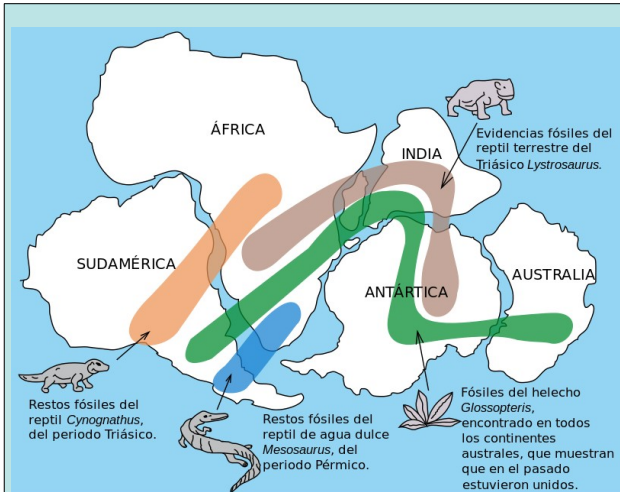 ÁFRICA
INDIA
Evidencias fósiles del
reptil terrestre del
Triásico Lystrosaurus.
SUDAMÉRICA
ANTÁRTICA
AUSTRALIA
Restos fósiles del
reptil Cynognathus,
del periodo Triásico.
Restos fósiles del
reptil de agua dulce
Mesosaurus, del
periodo Pérmico.
Fósiles del helecho
Glossopteris,
encontrado en todos
los continentes
australes, que muestran
que en el pasado
estuvieron unidos.